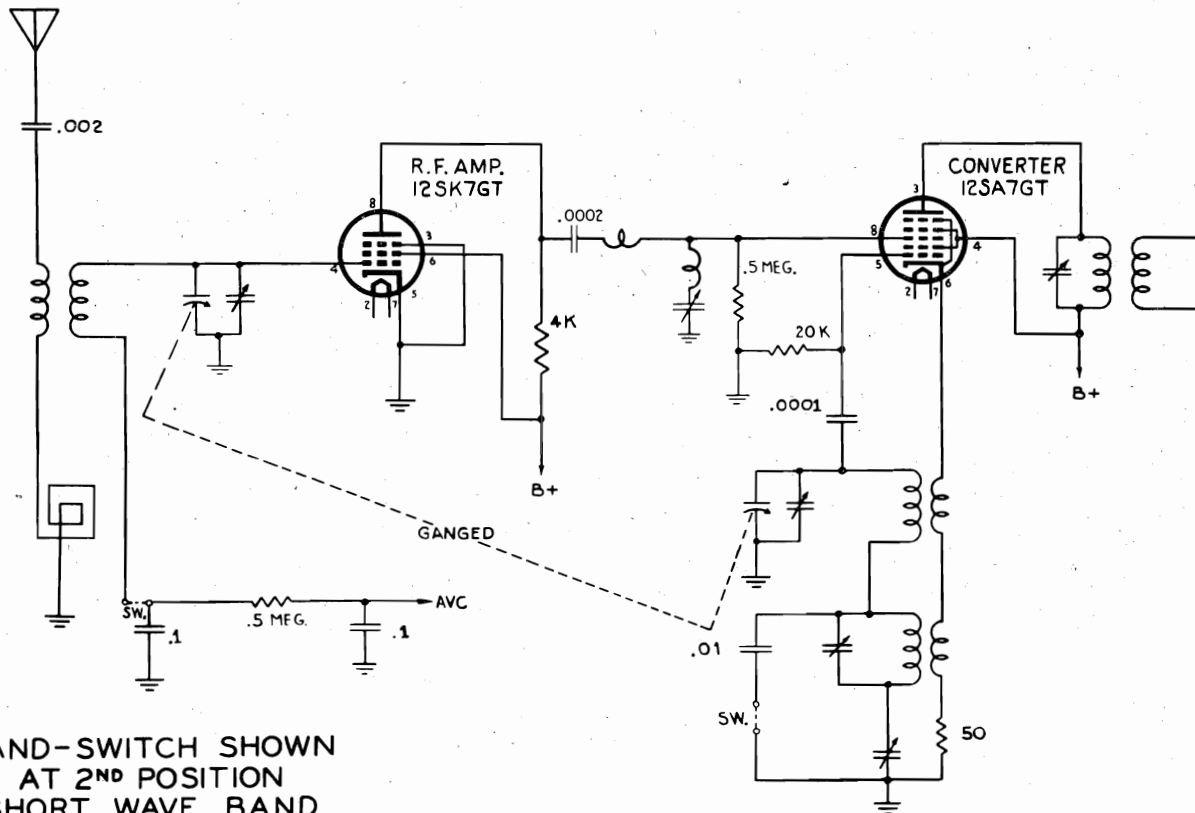 .002
R.F. AMP.
12SK7GT
8
3
6
4
5
2
7
.0002
4K
B+
.5 MEG.
20K
.0001
CONVERTER
12SA7GT
3
8
4
5
6
2
7
B+
GANGED
SW.
.1
.5 MEG.
.1
AVC
.01
SW.
50
AND-SWITCH SHOWN
AT 2ND POSITION
SHORT WAVE BAND